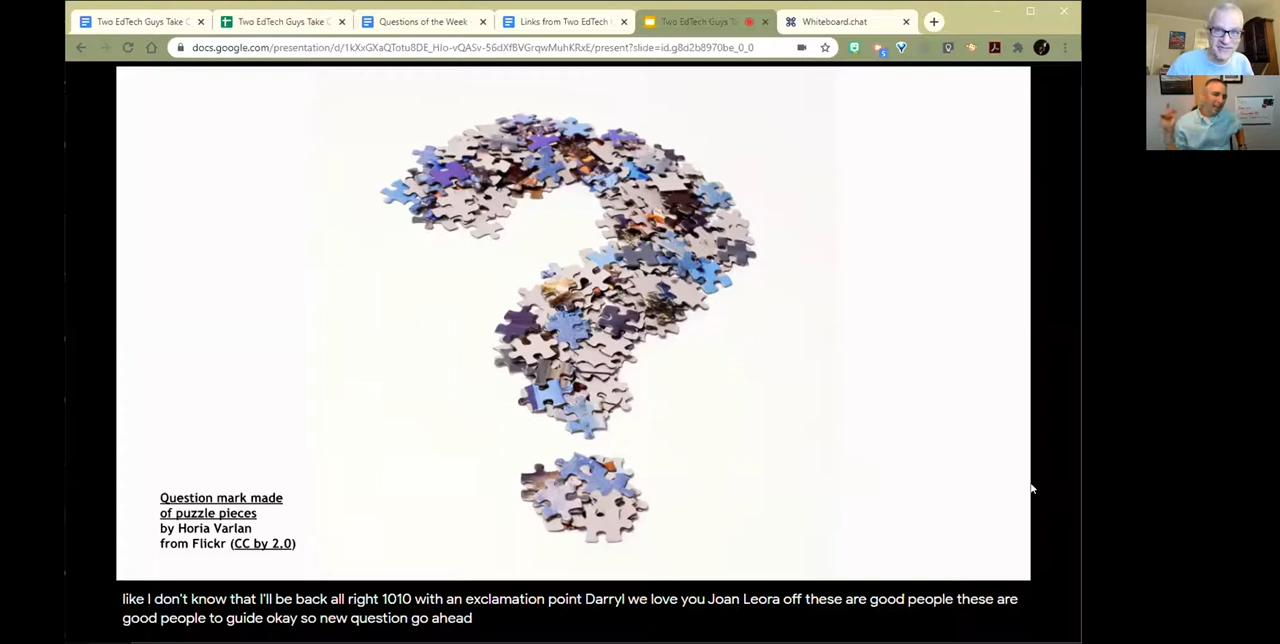 Two EdTech Guys Take C
Two EdTech Guys Take C
Questions of the Week
Links from Two EdTech
Two EdTech Guys Ta
Whiteboard.chat
docs.google.com/presentation/d/1kXxGXaQTotu8DE_HIo-vQASv-56dXfBVGrqwMuhKRxE/present?slide=id.g8d2b8970be_0_0
Question mark made
of puzzle pieces
by Horia Varlan
from Flickr (CC by 2.0)
like I don't know that I'll be back all right 1010 with an exclamation point Darryl we love you Joan Leora off these are good people these are
good people to guide okay so new question go ahead